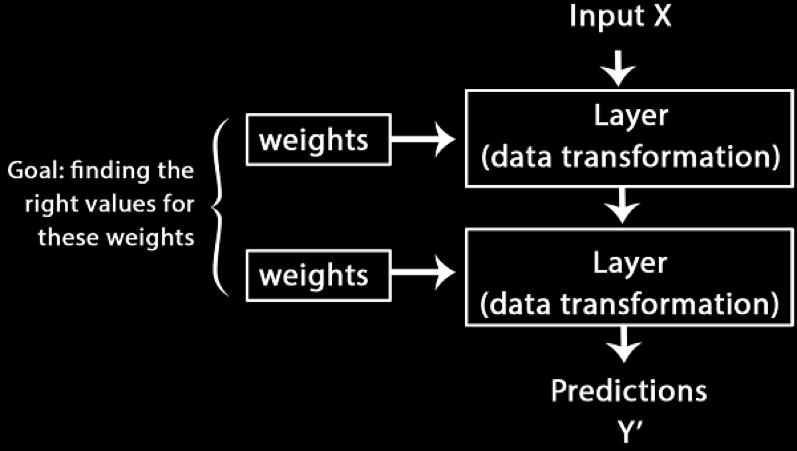 Input X
weights
Layer
(data transformation)
Goal: finding the
right values for
these weights
weights
Layer
(data transformation)
Predictions
Y'